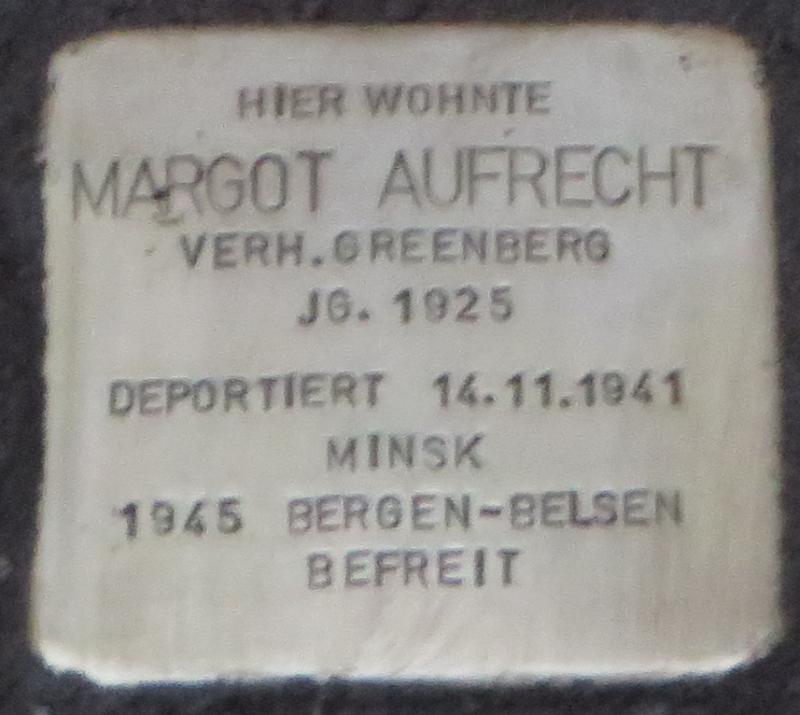 HIER WOHNTE
MARGOT AUFRECHT
VERH.GREENBERG
JG. 1925
DEPORTIERT 14.11.1941
MINSK
1945 BERGEN-BELSEN
BEFREIT